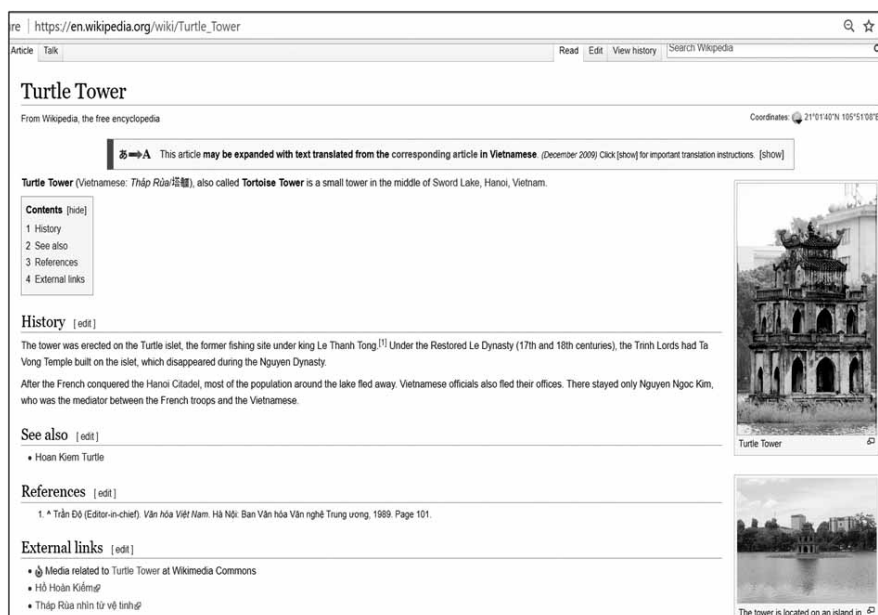 re https://en.wikipedia.org/wiki/Turtle_Tower
Article Talk Read Edit View history Search Wikipedia
Turtle Tower
From Wikipedia, the free encyclopedia
Coordinates: 21°01'40"N 105°51'08"E
あ⇒A This article may be expanded with text translated from the corresponding article in Vietnamese. (December 2009) Click [show] for important translation instructions. [show]
Turtle Tower (Vietnamese: Tháp Rùa/塔), also called Tortoise Tower is a small tower in the middle of Sword Lake, Hanoi, Vietnam.
Contents [hide]
1 History
2 See also
3 References
4 External links
History [ edit ]
The tower was erected on the Turtle islet, the former fishing site under king Le Thanh Tong.[1] Under the Restored Le Dynasty (17th and 18th centuries), the Trinh Lords had Ta
Vong Temple built on the islet, which disappeared during the Nguyen Dynasty.
After the French conquered the Hanoi Citadel, most of the population around the lake fled away. Vietnamese officials also fled their offices. There stayed only Nguyen Ngoc Kim,
who was the mediator between the French troops and the Vietnamese.
See also [ edit ]
• Hoan Kiem Turtle
References [ edit ]
1. ^ Trần Độ (Editor-in-chief). Văn hóa Việt Nam. Hà Nội: Ban Văn hóa Văn nghệ Trung ương, 1989. Page 101.
External links [ edit ]
• Media related to Turtle Tower at Wikimedia Commons
• Hồ Hoàn Kiếm
• Tháp Rùa nhìn từ vệ tinh
Turtle Tower
The tower is located on an island in